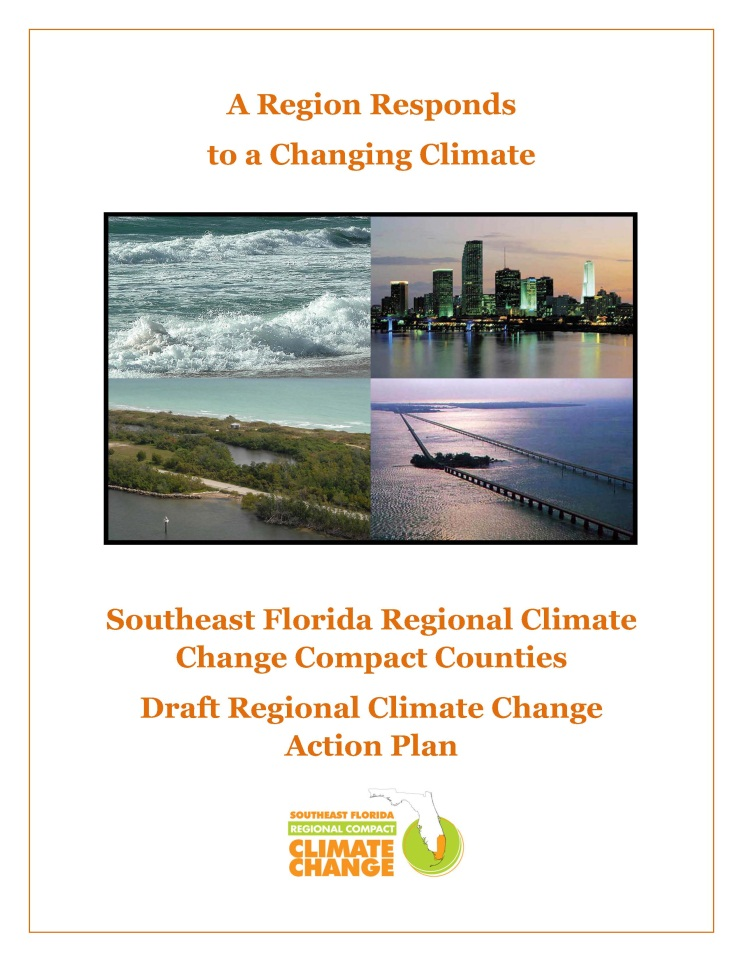 A Region Responds
to a Changing Climate
Southeast Florida Regional Climate
Change Compact Counties
Draft Regional Climate Change
Action Plan
SOUTHEAST FLORIDA
REGIONAL COMPACT
CLIMATE
CHANGE